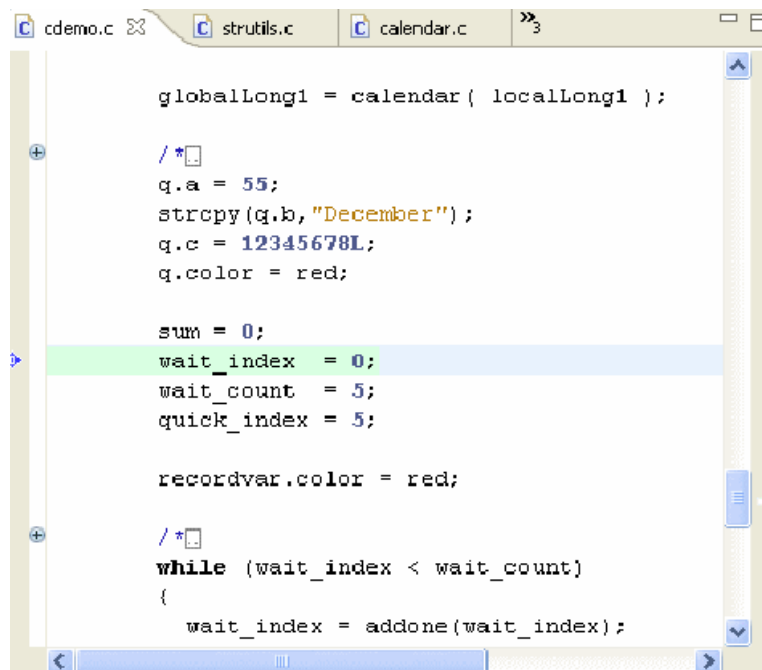 cdemo.c strutils.c calendar.c »3
globalLong1 = calendar( localLong1 );
/*..
q.a = 55;
strcpy(q.b,"December");
q.c = 12345678L;
q.color = red;
sum = 0;
wait_index  = 0;
wait_count  = 5;
quick_index = 5;
recordvar.color = red;
/*..
while (wait_index < wait_count)
{
wait_index = addone(wait_index);